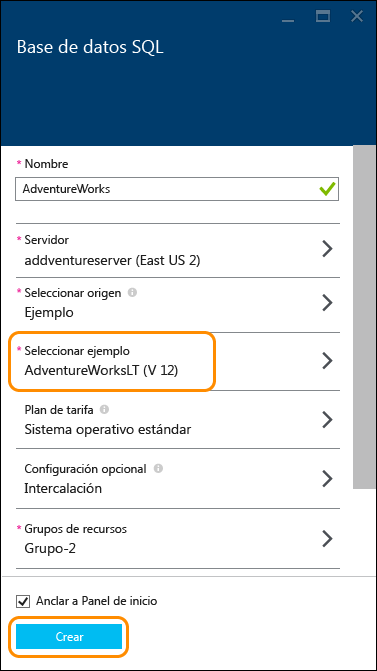 Base de datos SQL
* Nombre
AdventureWorks
* Servidor
addventureserver (East US 2)
* Seleccionar origen
Ejemplo
* Seleccionar ejemplo
AdventureWorksLT (V 12)
Plan de tarifa
Sistema operativo estándar
Configuración opcional
Intercalación
* Grupos de recursos
Grupo-2
Anclar a Panel de inicio
Crear